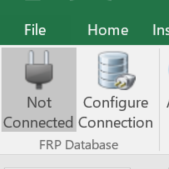 File Home Ins
Not Configure
Connected Connection
FRP Database